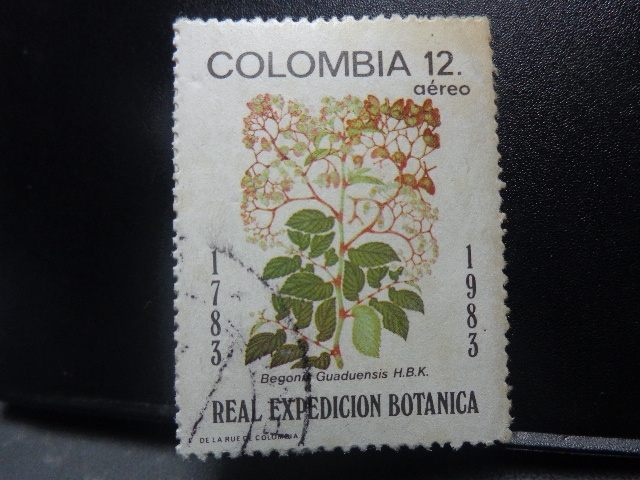 COLOMBIA 12.
aéreo
1783
1983
Begonia Guaduensis H.B.K.
REAL EXPEDICION BOTANICA
DE LA RUE DE COLOMBIA